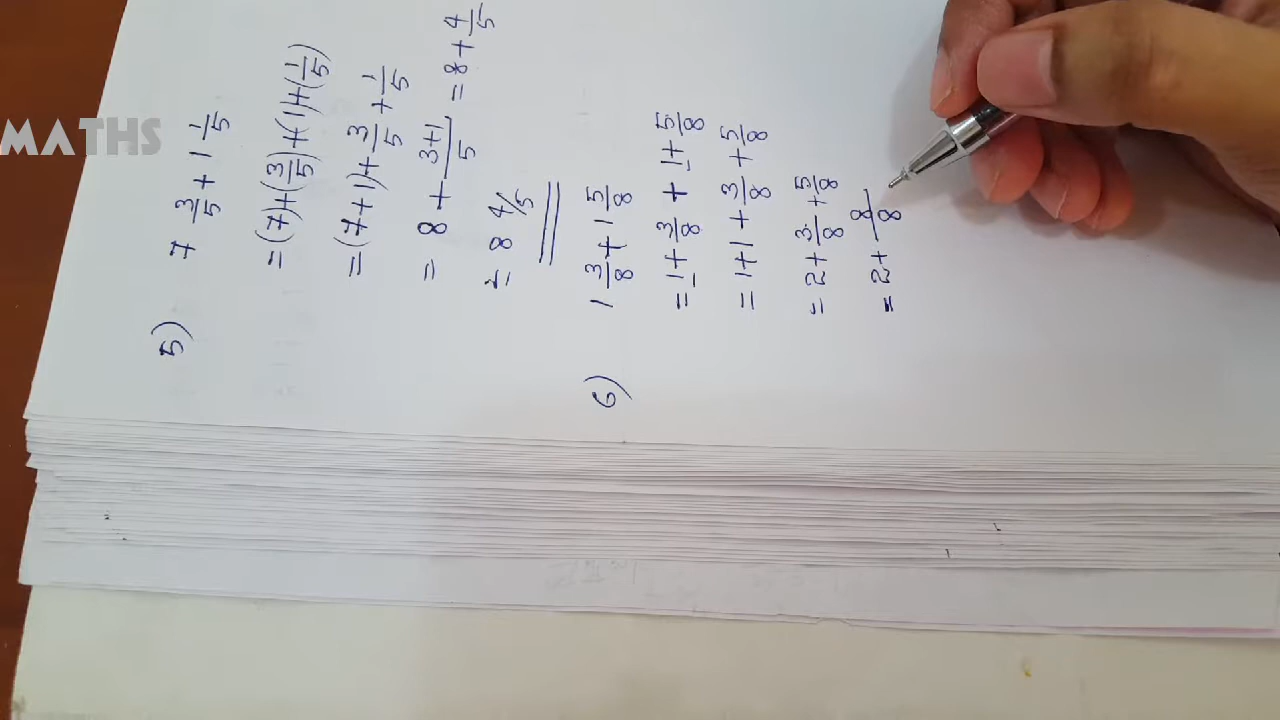 MATHS
5) 7 3/5 + 1 1/5
= (7)+(3/5)+(1)+(1/5)
= (7+1)+ 3/5 + 1/5
= 8 + 3+1/5 = 8 + 4/5
= 8 4/5
6) 1 3/8 + 1 5/8
= 1 + 3/8 + 1 + 5/8
= 1+1 + 3/8 + 5/8
= 2 + 3/8 + 5/8
= 2 + 8/8